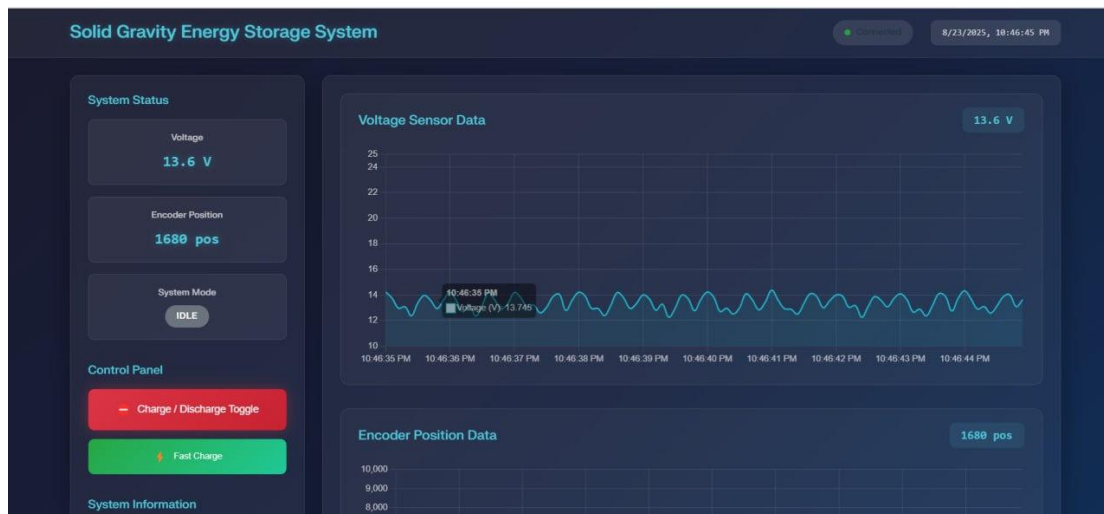 Solid Gravity Energy Storage System
Connected
8/23/2025, 10:46:45 PM
System Status
Voltage
13.6 V
Encoder Position
1680 pos
System Mode
IDLE
Control Panel
Charge / Discharge Toggle
Fast Charge
System Information
Voltage Sensor Data
13.6 V
25
24
22
20
18
16
14
12
10
10:46:35 PM
Voltage (V): 13.746
10:46:35 PM 10:46:36 PM 10:46:37 PM 10:46:38 PM 10:46:39 PM 10:46:40 PM 10:46:41 PM 10:46:42 PM 10:46:43 PM 10:46:44 PM
Encoder Position Data
1680 pos
10,000
9,000
8,000